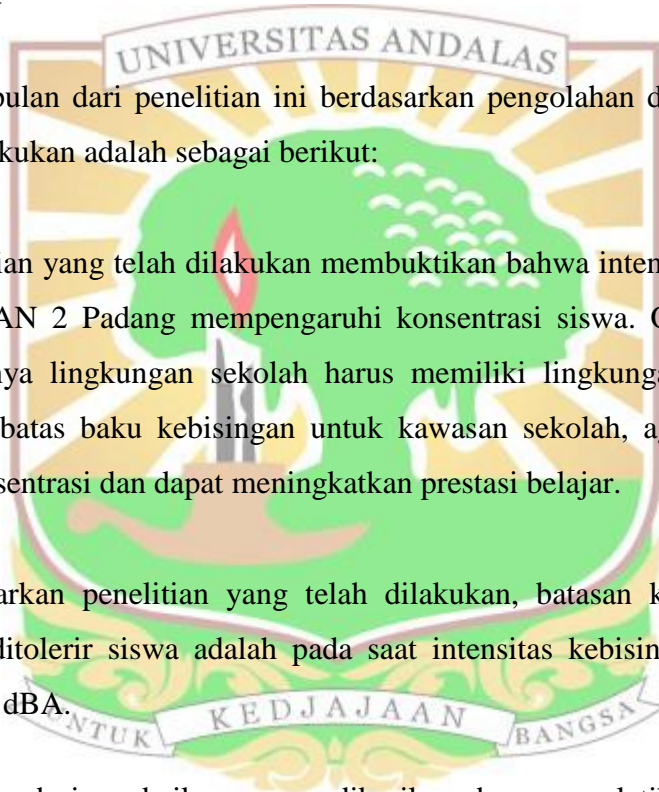 UNIVERSITAS ANDALAS
pulan dari penelitian ini berdasarkan pengolahan d
kukan adalah sebagai berikut:
ian yang telah dilakukan membuktikan bahwa inten
AN 2 Padang mempengaruhi konsentrasi siswa. O
nya lingkungan sekolah harus memiliki lingkunga
batas baku kebisingan untuk kawasan sekolah, a
sentrasi dan dapat meningkatkan prestasi belajar.
arkan penelitian yang telah dilakukan, batasan k
ditolerir siswa adalah pada saat intensitas kebisin
dBA.
UNTUK KEDJAJAAN BANGSA